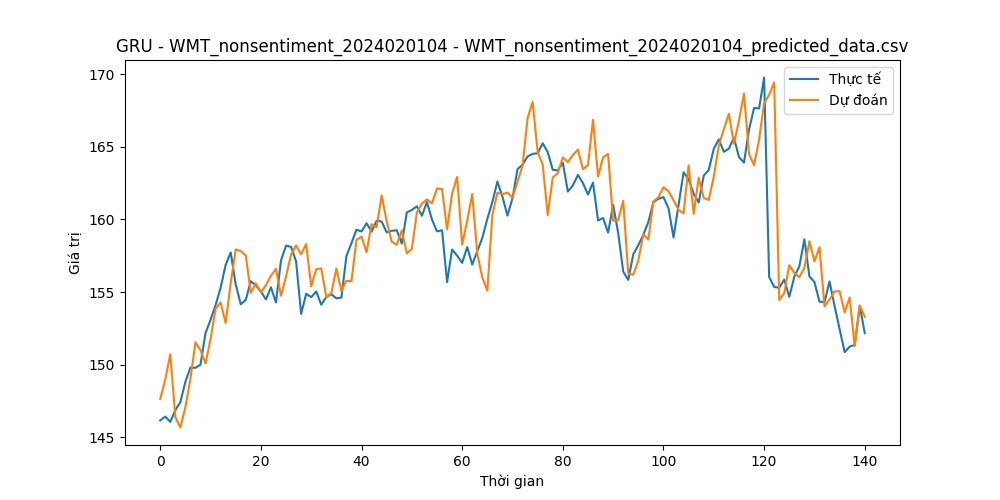 GRU - WMT_nonsentiment_2024020104 - WMT_nonsentiment_2024020104_predicted_data.csv
Thực tế
Dự đoán
170
165
160
155
150
145
Giá trị
0 20 40 60 80 100 120 140
Thời gian